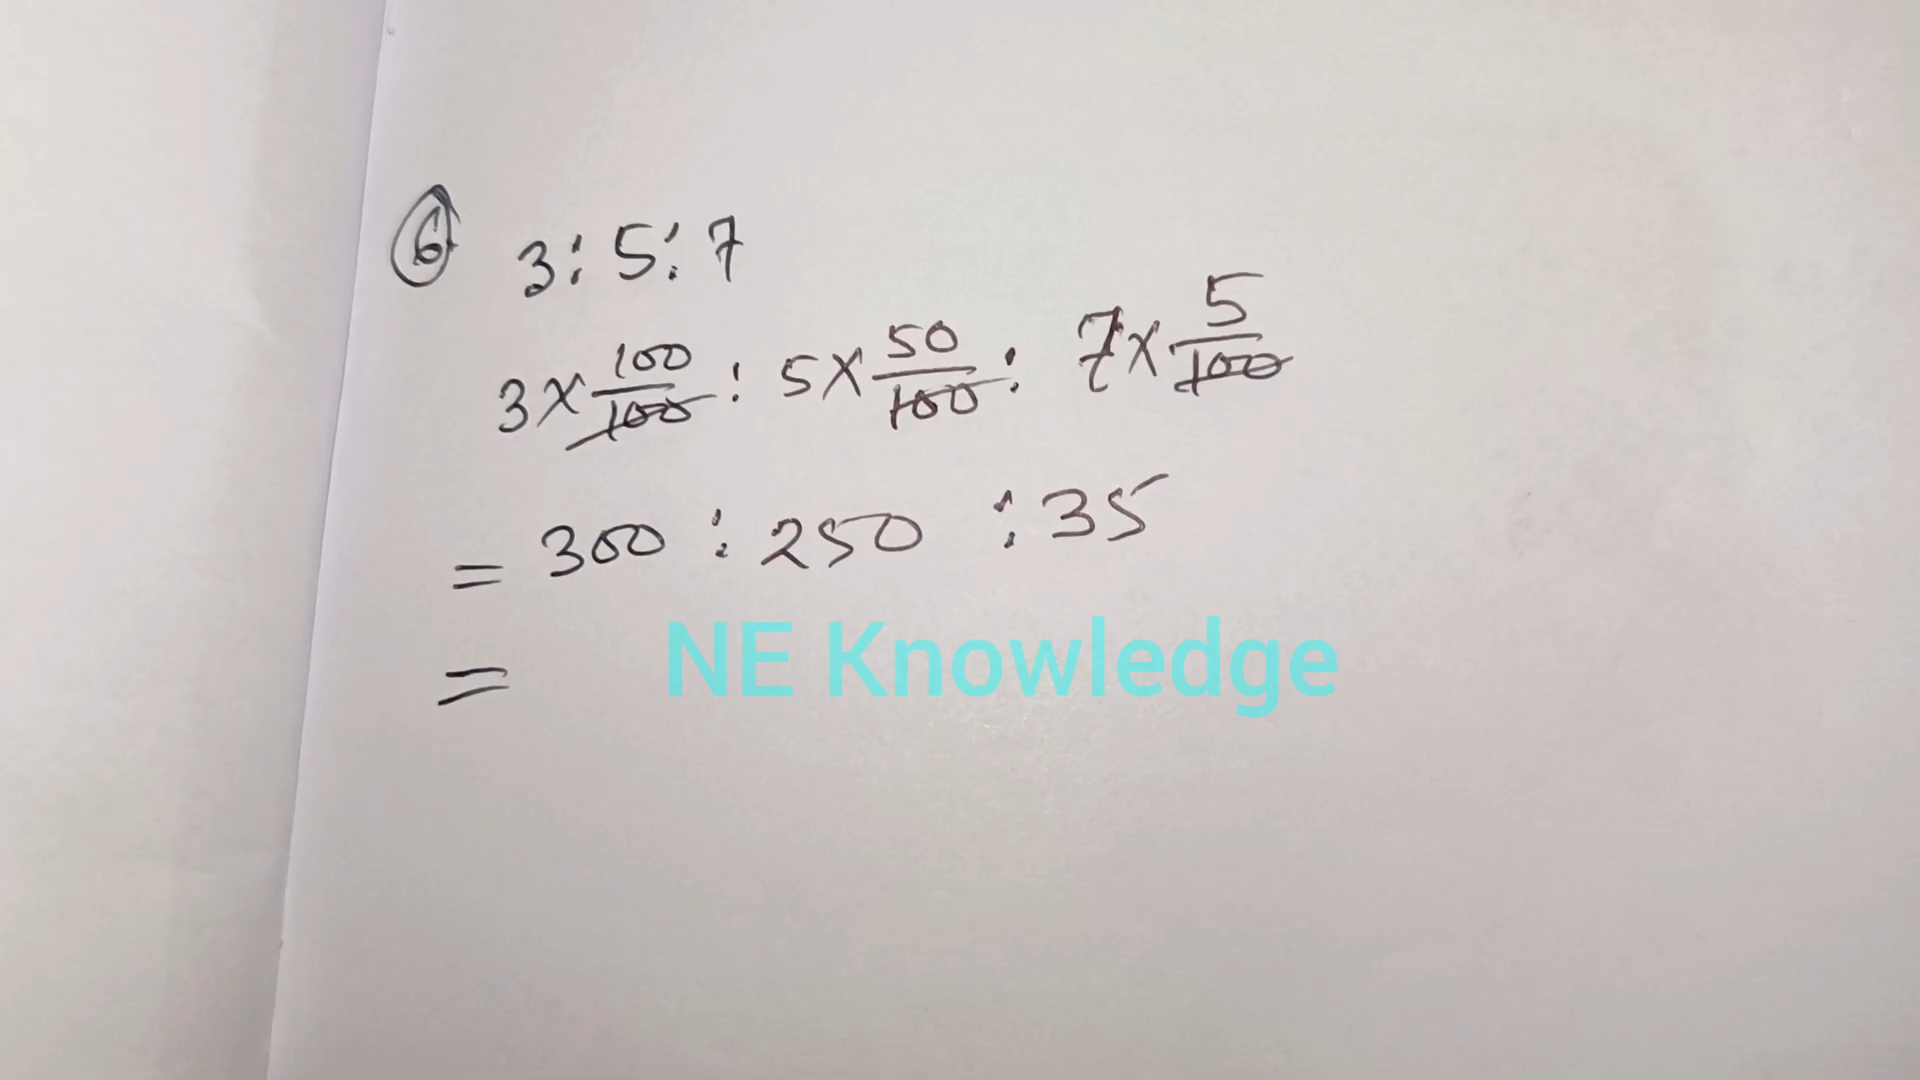 6 3:5:7
3×100/100 : 5×50/100 : 7×5/100
= 300 : 250 : 35
NE Knowledge
=